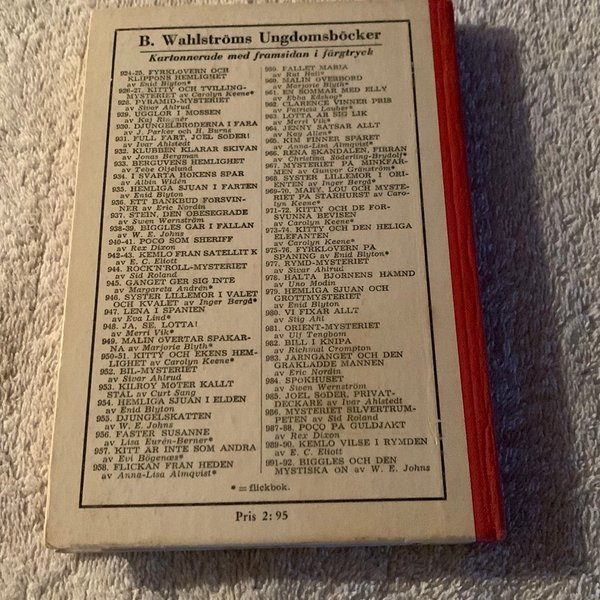 B. Wahlströms Ungdomsböcker
Kartonnerade med framsidan i färgtryck
924-25. FYRKLÖVERN OCH
KLIPPÖNS HEMLIGHET
av Enid Blyton*
926-27. KITTY OCH TVILLING-
MYSTERIET av Carolyn Keene*
928. PYRAMID-MYSTERIET
av Sivar Ahlrud
929. UGGLOR I MOSSEN
av Kaj Ringnér
930. DJUNGELBRÖDERNA I FARA
av J. Parker och H. Burns
931. FULL FART, JOEL SÖDER!
av Ivar Ahlstedt
932. KLUBBEN KLARAR SKIVAN
av Jonas Bergman
933. BERGUVENS HEMLIGHET
av Tebe Oljelund
934. I SVARTA HÖKENS SPÅR
av Albin Widén
935. HEMLIGA SJUAN I FARTEN
av Enid Blyton
936. ETT BANKBUD FÖRSVIN-
NER av Eric Nordin
937. STEN, DEN OBESEGRADE
av Swen Wernström
938-39. BIGGLES GÅR I FÄLLAN
av W. E. Johns
940-41. POCO SOM SHERIFF
av Rex Dixon
942-43. KEMLO FRÅN SATELLIT K
av E. C. Eliott
944. ROCK'N'ROLL-MYSTERIET
av Sid Roland
945. GÄNGET GER SIG INTE
av Margareta Andrén*
946. SYSTER LILLEMOR I VALET
OCH KVALET av Inger Bergå*
947. LENA I SPANIEN
av Eva Lind*
948. JA, SE, LOTTA!
av Merri Vik*
949. MALIN ÖVERTAR SPAKAR-
NA av Marjorie Blyth*
950-51. KITTY OCH EKENS HEM-
LIGHET av Carolyn Keene*
952. BIL-MYSTERIET
av Sivar Ahlrud
953. KILROY MÖTER KALLT
STÅL av Curt Sang
954. HEMLIGA SJUAN I ELDEN
av Enid Blyton
955. DJUNGELSKATTEN
av W. E. Johns
956. FASTER SUSANNE
av Lisa Eurén-Berner*
957. KITT ÄR INTE SOM ANDRA
av Evi Bögenæs*
958. FLICKAN FRÅN HEDEN
av Anna-Lisa Almqvist*
959. FALLET MARIA
av Rut Hall*
960. MALIN ÖVERBORD
av Marjorie Blyth*
961. EN SOMMAR MED ELLY
av Ebba Edskog*
962. CLARENCE VINNER PRIS
av Patricia Lauber*
963. LOTTA ÄR SIG LIK
av Merri Vik*
964. JENNY SATSAR ALLT
av Kay Allen*
965. KIM FINNER SPÅRET
av Anna-Lisa Almqvist*
966. RENA SKANDALEN, FIRRAN
av Christina Söderling-Brydolf*
967. MYSTERIET PÅ MINKFAR-
MEN av Gunvor Gränström*
968. SYSTER LILLEMOR I ORI-
ENTEN av Inger Bergå*
969-70. MARY, LOU OCH MYSTE-
RIET PÅ STARHURST av Caro-
lyn Keene*
971-72. KITTY OCH DE FÖR-
SVUNNA BEVISEN
av Carolyn Keene*
973-74. KITTY OCH DEN HELIGA
ELEFANTEN
av Carolyn Keene*
975-76. FYRKLÖVERN PÅ
SPANING av Enid Blyton*
977. RYMD-MYSTERIET
av Sivar Ahlrud
978. HALTA BJÖRNENS HÄMND
av Uno Modin
979. HEMLIGA SJUAN OCH
GROTTMYSTERIET
av Enid Blyton
980. VI FIXAR ALLT
av Stig Ahl
981. ORIENT-MYSTERIET
av Ulf Tengbom
982. BILL I KNIPA
av Richmal Crompton
983. JÄRNGÄNGET OCH DEN
GRÅKLÄDDE MANNEN
av Eric Nordin
984. SPÖKHUSET
av Swen Wernström
985. JOEL SÖDER, PRIVAT-
DECKARE av Ivar Ahlstedt
986. MYSTERIET SILVERTRUM-
PETEN av Sid Roland
987-88. POCO PÅ GULDJAKT
av Rex Dixon
989-90. KEMLO VILSE I RYMDEN
av E. C. Eliott
991-92. BIGGLES OCH DEN
MYSTISKA ÖN av W. E. Johns
* = flickbok.
Pris 2:95